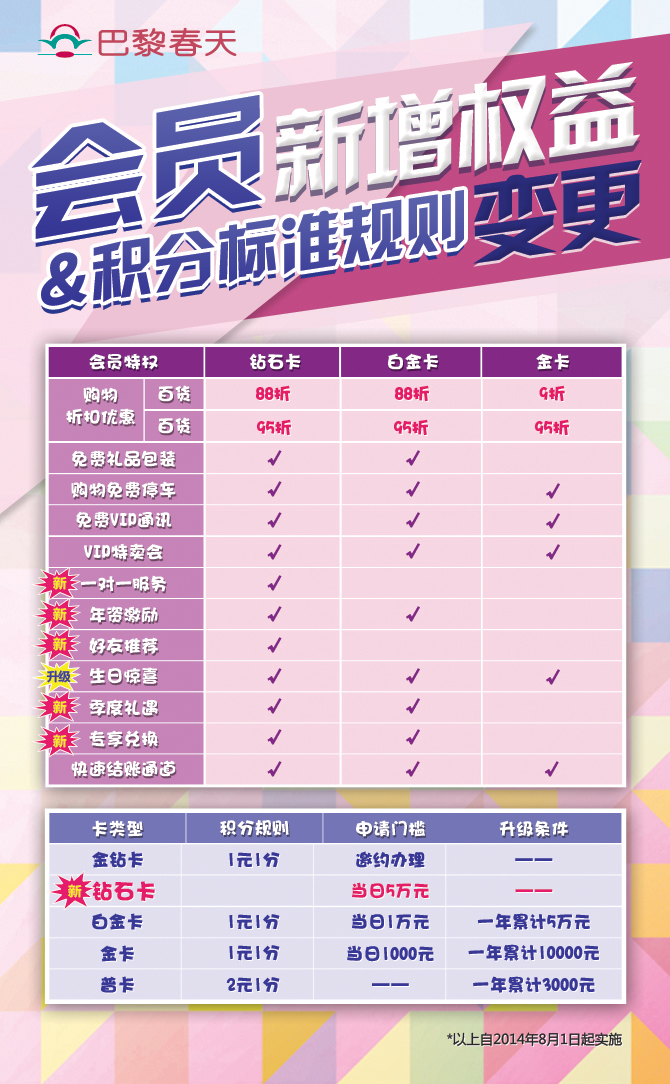 巴黎春天
会员新增权益
&积分标准规则变更
会员特权 钻石卡 白金卡 金卡
购物折扣优惠 百货 88折 88折 9折
百货 95折 95折 95折
免费礼品包装 √ √
购物免费停车 √ √ √
免费VIP通讯 √ √ √
VIP特卖会 √ √ √
新 一对一服务 √
新 年资激励 √ √
新 好友推荐 √
升级 生日惊喜 √ √ √
新 季度礼遇 √ √
新 专享兑换 √ √
快速结账通道 √ √ √
卡类型 积分规则 申请门槛 升级条件
金钻卡 1元1分 邀约办理 ——
新 钻石卡 当日5万元 ——
白金卡 1元1分 当日1万元 一年累计5万元
金卡 1元1分 当日1000元 一年累计10000元
普卡 2元1分 —— 一年累计3000元
*以上自2014年8月1日起实施